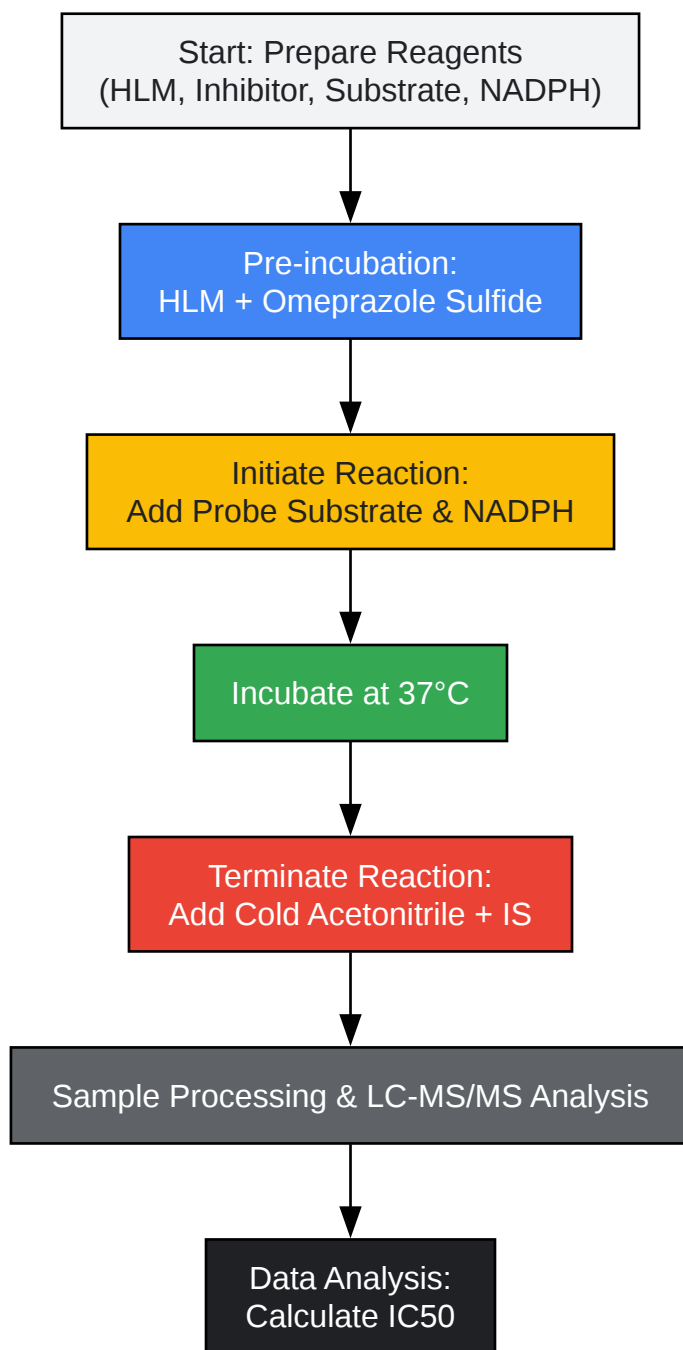 Start: Prepare Reagents
(HLM, Inhibitor, Substrate, NADPH)
Pre-incubation:
HLM + Omeprazole Sulfide
Initiate Reaction:
Add Probe Substrate & NADPH
Incubate at 37°C
Terminate Reaction:
Add Cold Acetonitrile + IS
Sample Processing & LC-MS/MS Analysis
Data Analysis:
Calculate IC50